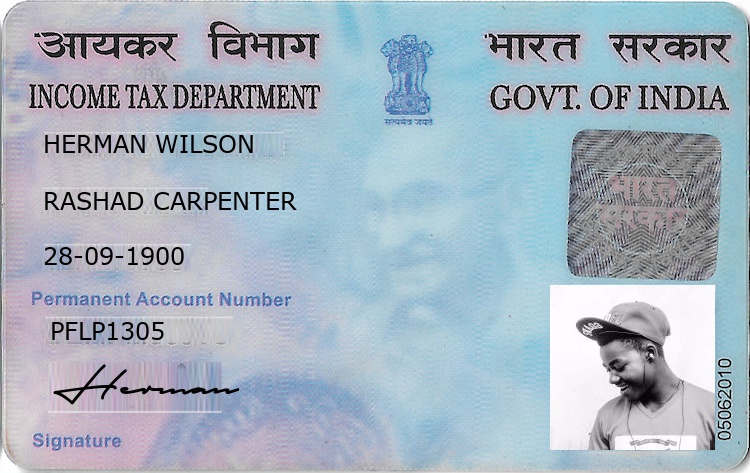 आयकर विभाग
INCOME TAX DEPARTMENT
सत्यमेव जयते
भारत सरकार
GOVT. OF INDIA
HERMAN WILSON
RASHAD CARPENTER
28-09-1900
Permanent Account Number
PFLP1305
Herman
Signature
भारत
सरकार
05062010